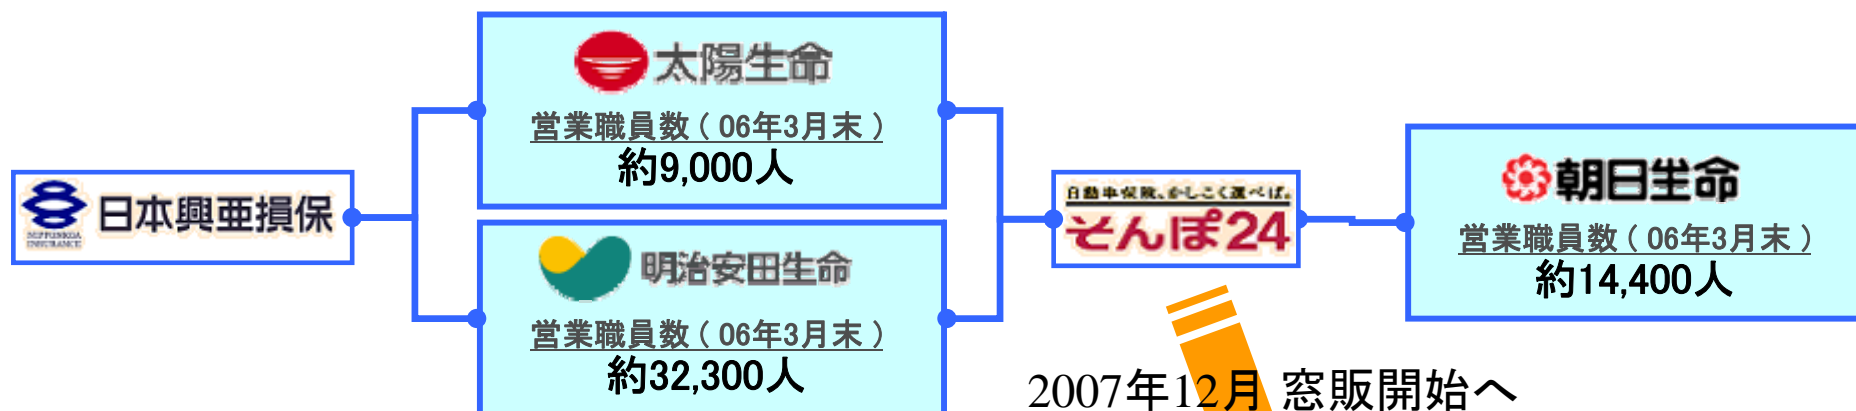 日本興亜損保
NIPPONKOA
INSURANCE
太陽生命
営業職員数（06年3月末）
約9,000人
明治安田生命
営業職員数（06年3月末）
約32,300人
自動車保険、かしこく選べば。
そんぽ24
朝日生命
営業職員数（06年3月末）
約14,400人
2007年12月 窓販開始へ